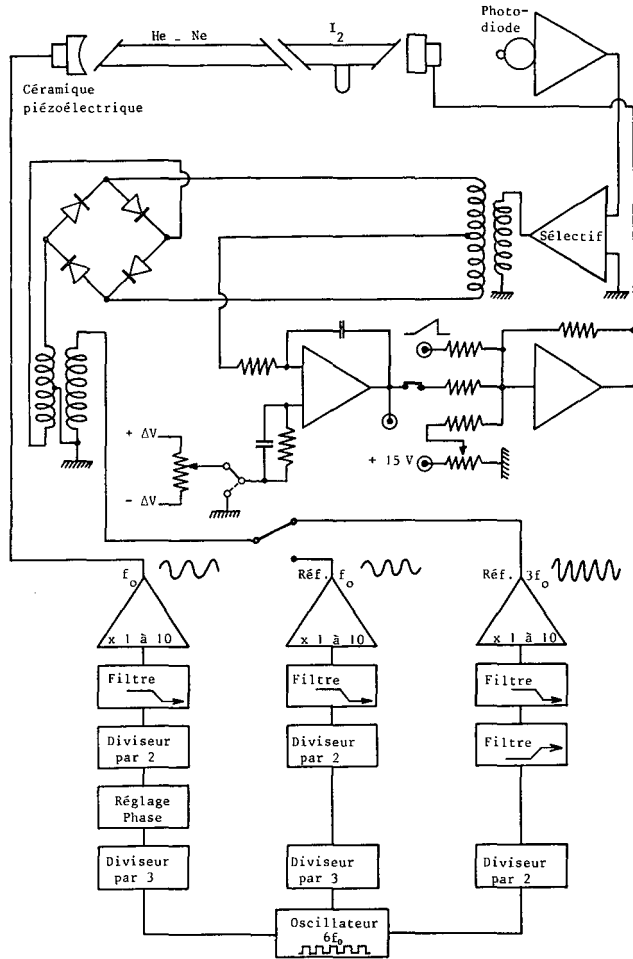 Photo-
diode
He - Ne
I2
Céramique
piézoélectrique
Sélectif
+ ΔV
- ΔV
+ 15 V
fo
Réf. fo
Réf. 3fo
x 1 à 10
x 1 à 10
x 1 à 10
Filtre
Filtre
Filtre
Diviseur
par 2
Diviseur
par 2
Filtre
Réglage
Phase
Diviseur
par 3
Diviseur
par 3
Diviseur
par 2
Oscillateur
6fo